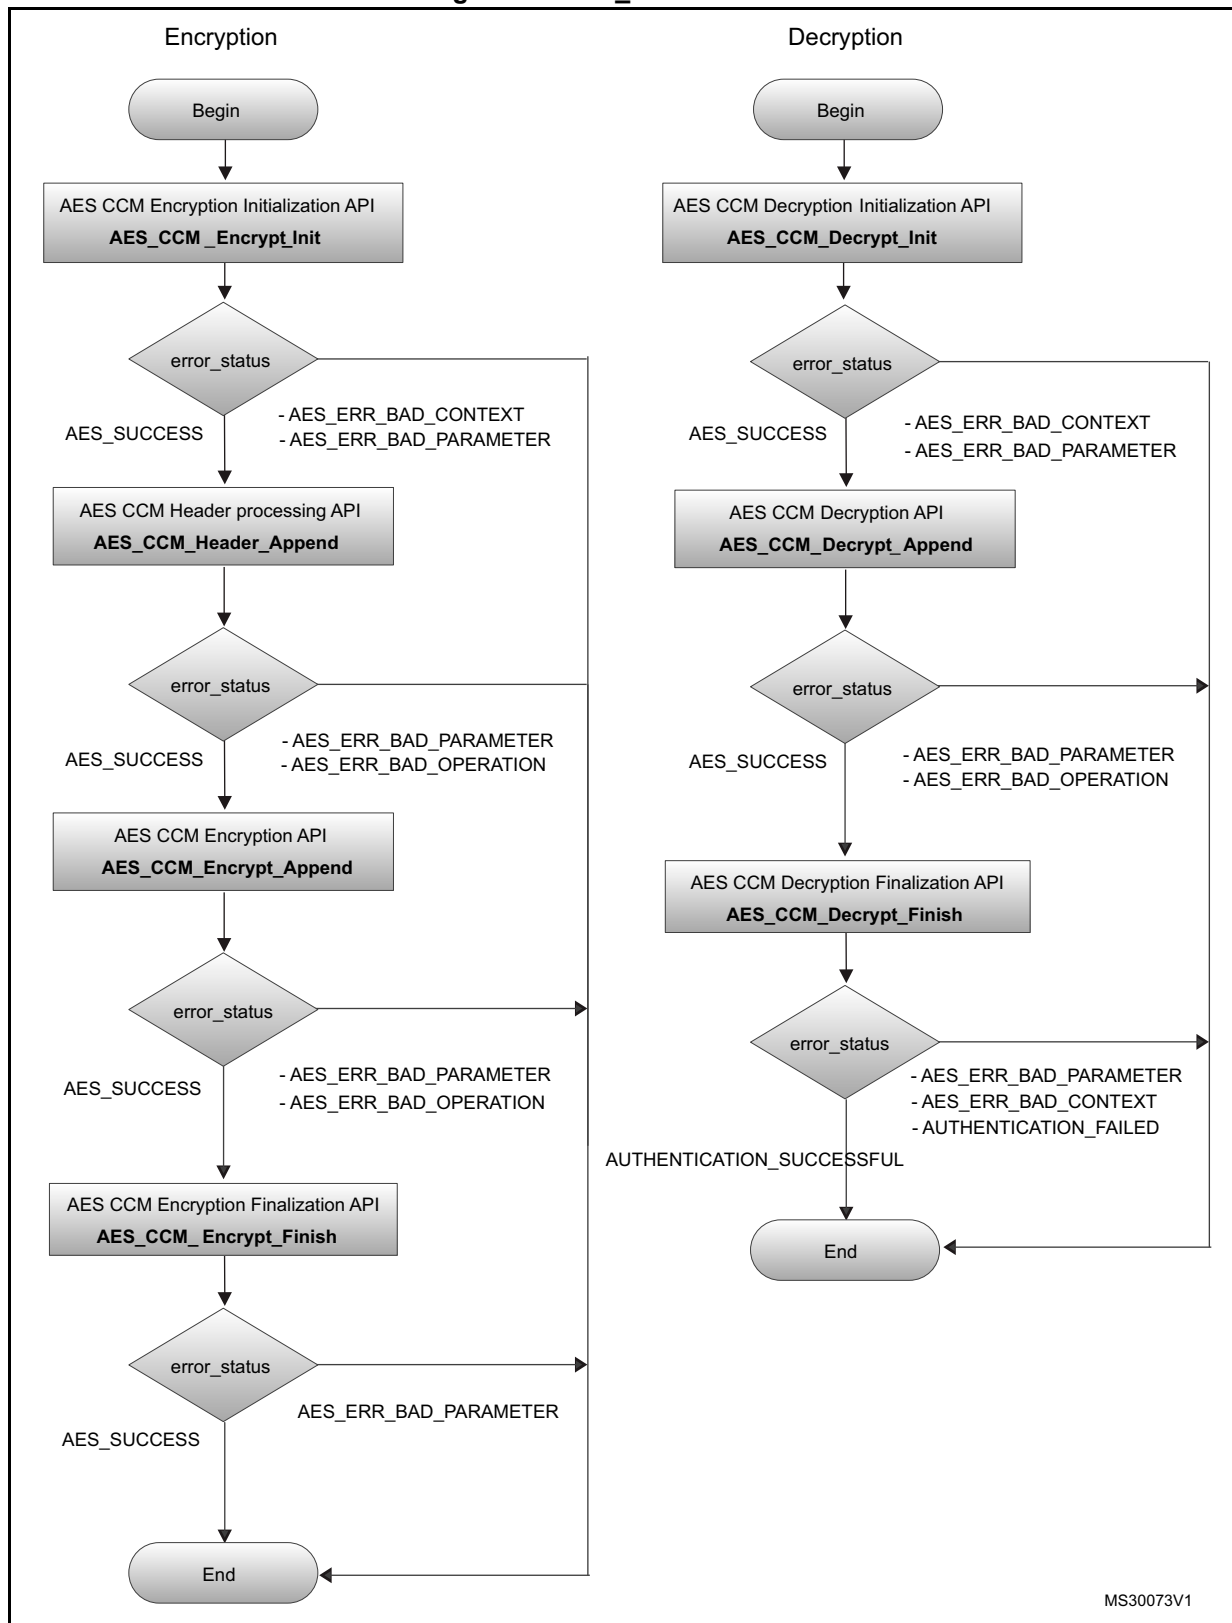 Encryption
Begin
AES CCM Encryption Initialization API
AES_CCM _Encrypt_Init
error_status
AES_SUCCESS
- AES_ERR_BAD_CONTEXT
- AES_ERR_BAD_PARAMETER
AES CCM Header processing API
AES_CCM_Header_Append
error_status
AES_SUCCESS
- AES_ERR_BAD_PARAMETER
- AES_ERR_BAD_OPERATION
AES CCM Encryption API
AES_CCM_Encrypt_Append
error_status
AES_SUCCESS
- AES_ERR_BAD_PARAMETER
- AES_ERR_BAD_OPERATION
AES CCM Encryption Finalization API
AES_CCM_ Encrypt_Finish
error_status
AES_SUCCESS
AES_ERR_BAD_PARAMETER
End
Decryption
Begin
AES CCM Decryption Initialization API
AES_CCM_Decrypt_Init
error_status
AES_SUCCESS
- AES_ERR_BAD_CONTEXT
- AES_ERR_BAD_PARAMETER
AES CCM Decryption API
AES_CCM_Decrypt_Append
error_status
AES_SUCCESS
- AES_ERR_BAD_PARAMETER
- AES_ERR_BAD_OPERATION
AES CCM Decryption Finalization API
AES_CCM_Decrypt_Finish
error_status
- AES_ERR_BAD_PARAMETER
- AES_ERR_BAD_CONTEXT
- AUTHENTICATION_FAILED
AUTHENTICATION_SUCCESSFUL
End
MS30073V1